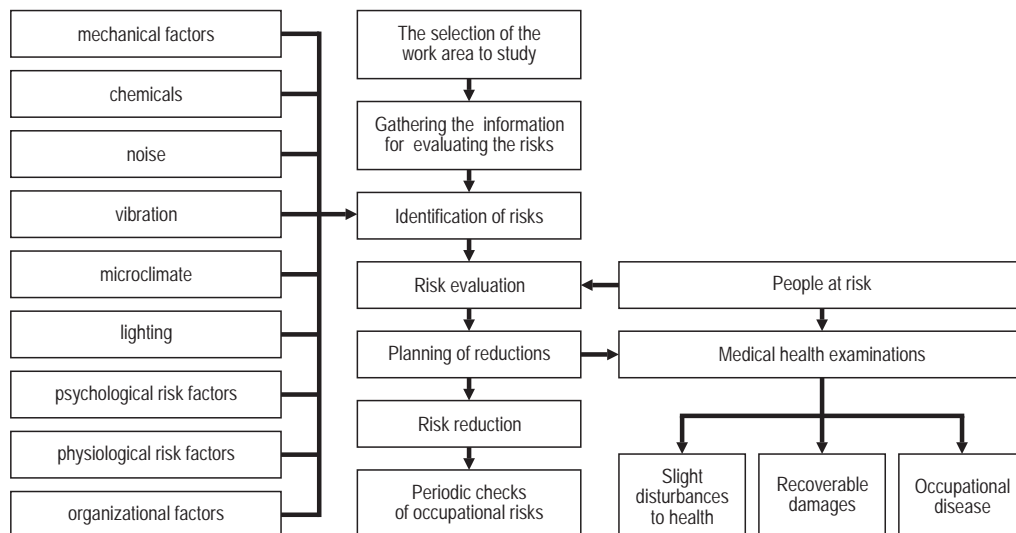 mechanical factors
chemicals
noise
vibration
microclimate
lighting
psychological risk factors
physiological risk factors
organizational factors
The selection of the
work area to study
Gathering the information
for evaluating the risks
Identification of risks
Risk evaluation
Planning of reductions
Risk reduction
Periodic checks
of occupational risks
People at risk
Medical health examinations
Slight
disturbances
to health
Recoverable
damages
Occupational
disease